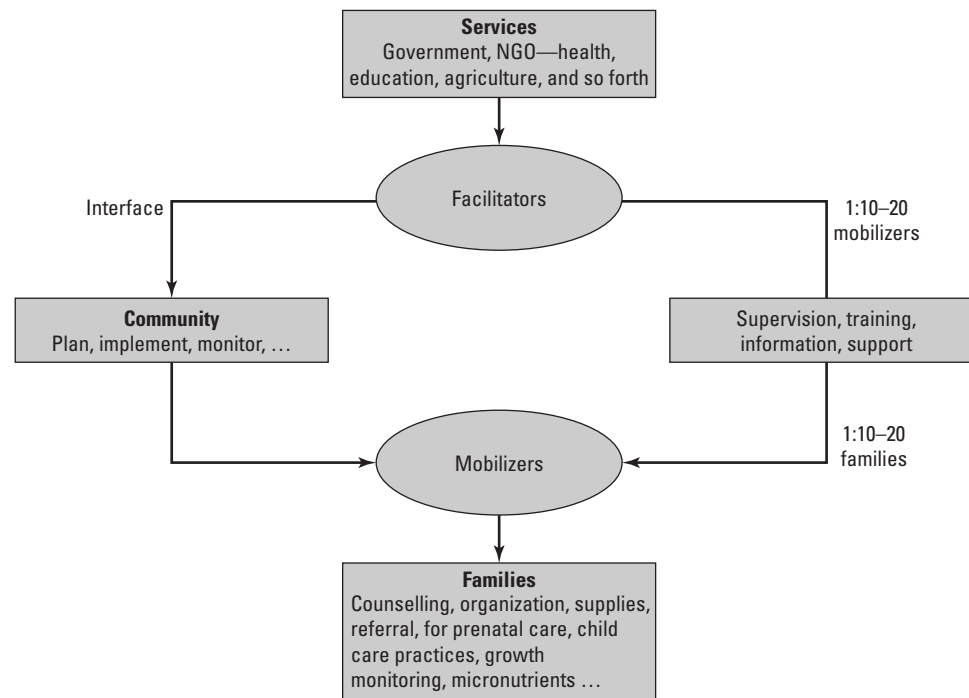 Services
Government, NGO—health,
education, agriculture, and so forth
Facilitators
Interface
1:10–20
mobilizers
Community
Plan, implement, monitor, …
Supervision, training,
information, support
Mobilizers
1:10–20
families
Families
Counselling, organization, supplies,
referral, for prenatal care, child
care practices, growth
monitoring, micronutrients …